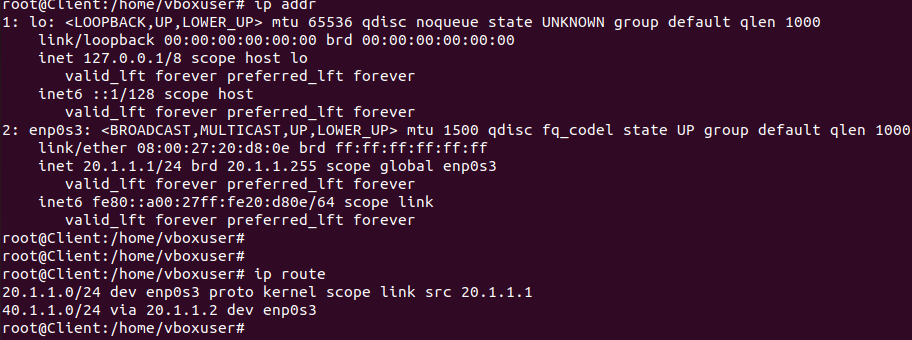 root@Client:/home/vboxuser# ip addr
1: lo: <LOOPBACK,UP,LOWER_UP> mtu 65536 qdisc noqueue state UNKNOWN group default qlen 1000
    link/loopback 00:00:00:00:00:00 brd 00:00:00:00:00:00
    inet 127.0.0.1/8 scope host lo
       valid_lft forever preferred_lft forever
    inet6 ::1/128 scope host
       valid_lft forever preferred_lft forever
2: enp0s3: <BROADCAST,MULTICAST,UP,LOWER_UP> mtu 1500 qdisc fq_codel state UP group default qlen 1000
    link/ether 08:00:27:20:d8:0e brd ff:ff:ff:ff:ff:ff
    inet 20.1.1.1/24 brd 20.1.1.255 scope global enp0s3
       valid_lft forever preferred_lft forever
    inet6 fe80::a00:27ff:fe20:d80e/64 scope link
       valid_lft forever preferred_lft forever
root@Client:/home/vboxuser#
root@Client:/home/vboxuser#
root@Client:/home/vboxuser# ip route
20.1.1.0/24 dev enp0s3 proto kernel scope link src 20.1.1.1
40.1.1.0/24 via 20.1.1.2 dev enp0s3
root@Client:/home/vboxuser#